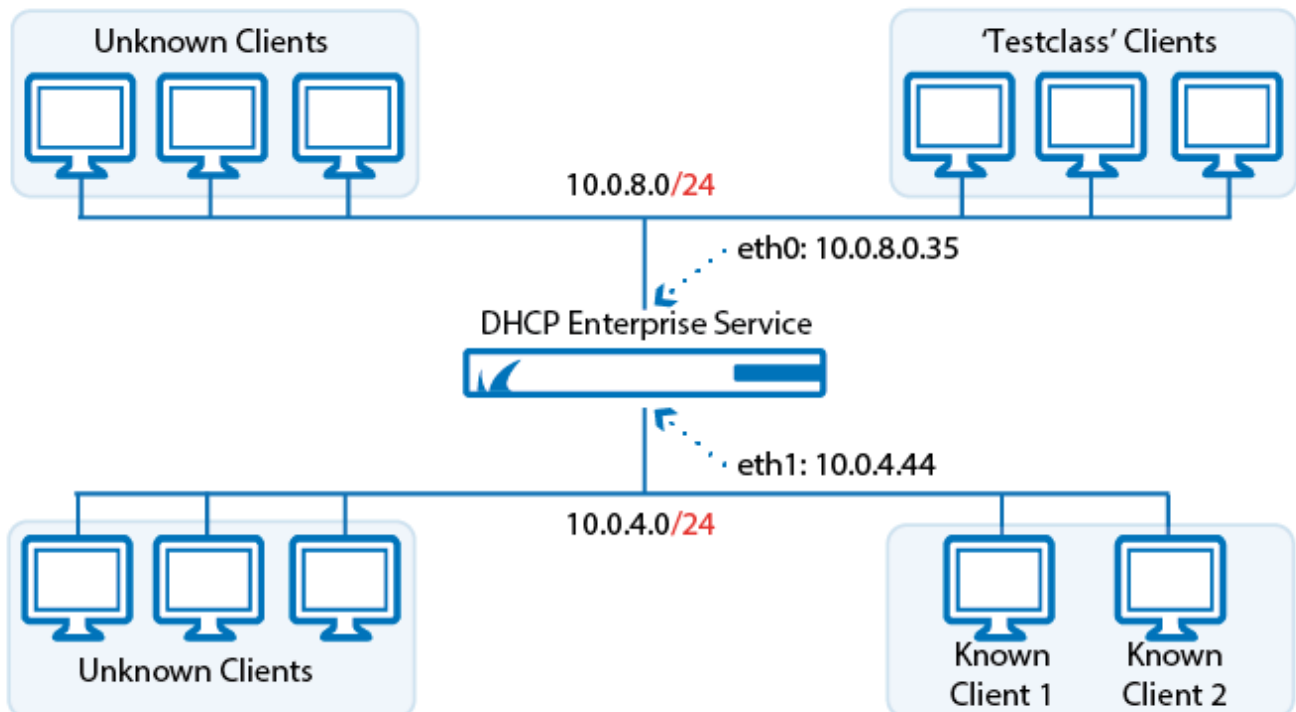 Unknown Clients
'Testclass' Clients
10.0.8.0/24
eth0: 10.0.8.0.35
DHCP Enterprise Service
eth1: 10.0.4.44
10.0.4.0/24
Unknown Clients
Known
Client 1
Known
Client 2